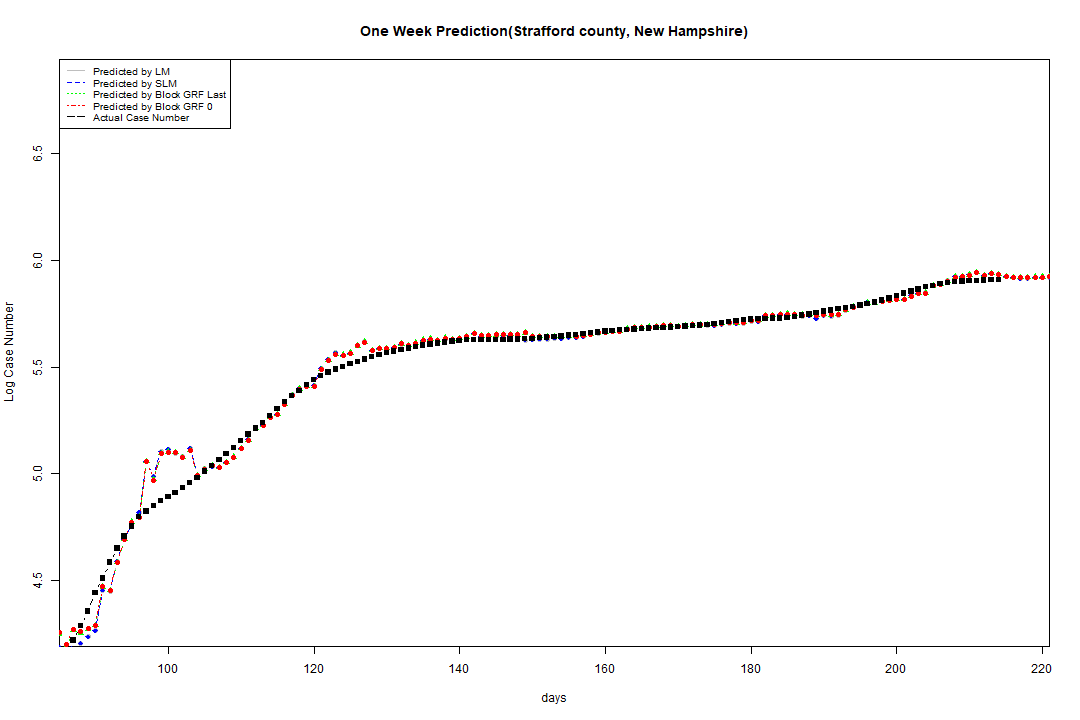 One Week Prediction(Strafford county, New Hampshire)
Predicted by LM
Predicted by SLM
Predicted by Block GRF Last
Predicted by Block GRF 0
Actual Case Number
6.5
6.0
5.5
5.0
4.5
Log Case Number
100 120 140 160 180 200 220
days